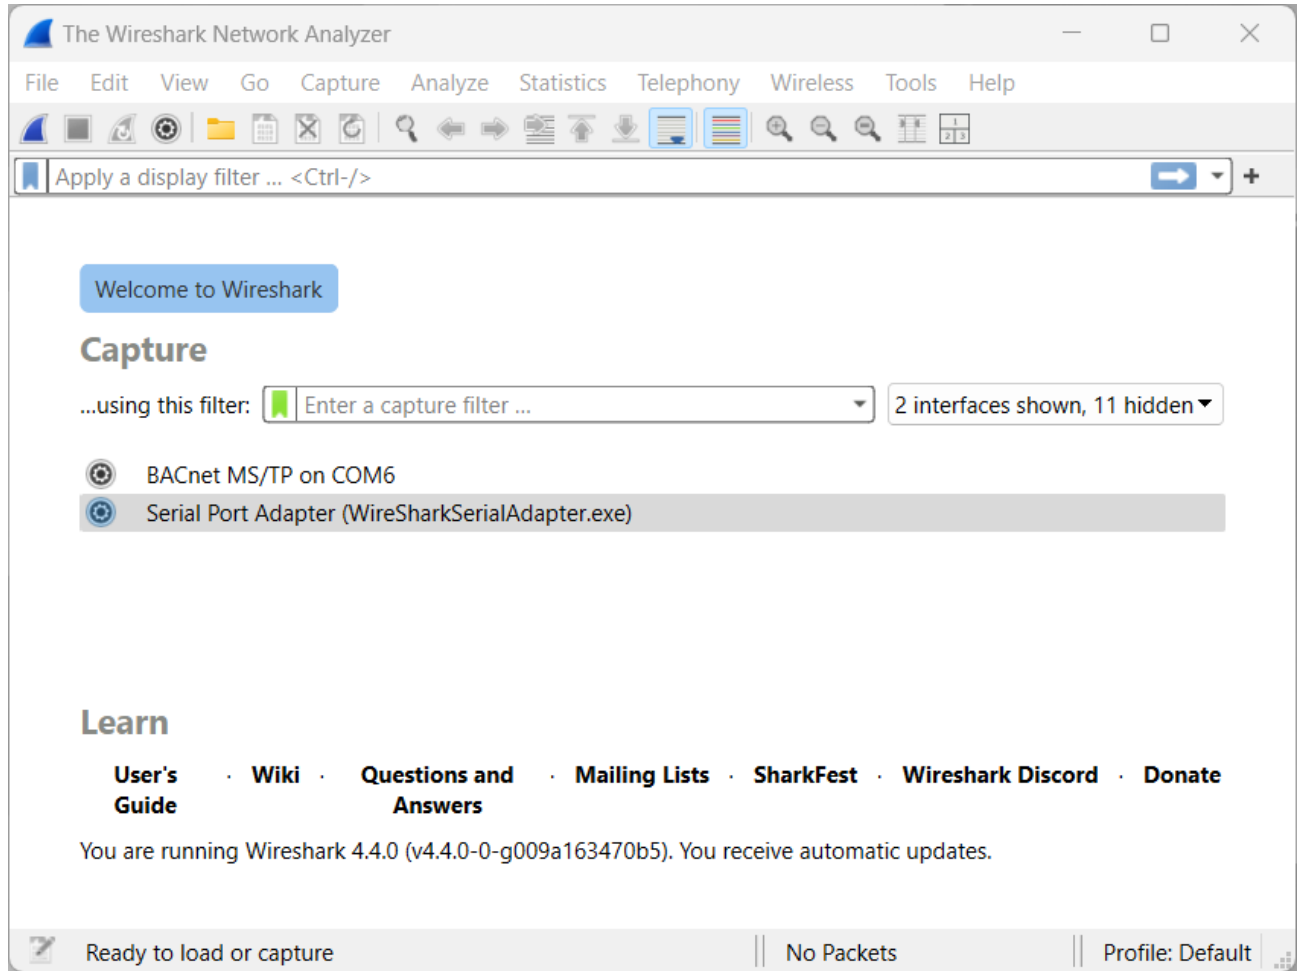 The Wireshark Network Analyzer
File Edit View Go Capture Analyze Statistics Telephony Wireless Tools Help
Apply a display filter ... <Ctrl-/>
Welcome to Wireshark
Capture
...using this filter: Enter a capture filter ... 2 interfaces shown, 11 hidden
BACnet MS/TP on COM6
Serial Port Adapter (WireSharkSerialAdapter.exe)
Learn
User's Guide · Wiki · Questions and Answers · Mailing Lists · SharkFest · Wireshark Discord · Donate
You are running Wireshark 4.4.0 (v4.4.0-0-g009a163470b5). You receive automatic updates.
Ready to load or capture No Packets Profile: Default